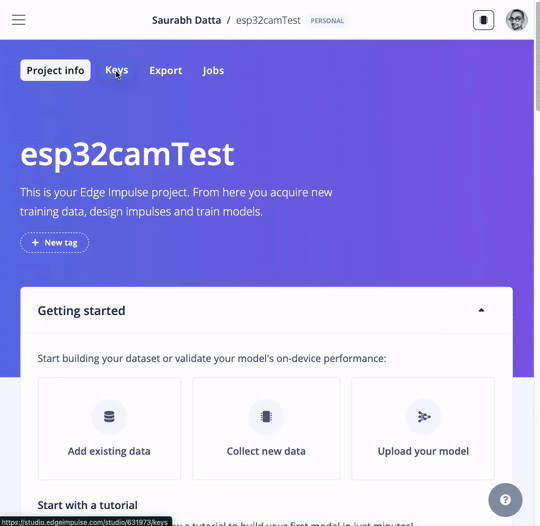 Saurabh Datta / esp32camTest PERSONAL
Project info Keys Export Jobs
esp32camTest
This is your Edge Impulse project. From here you acquire new
training data, design impulses and train models.
+ New tag
Getting started
Start building your dataset or validate your model's on-device performance:
Add existing data Collect new data Upload your model
Start with a tutorial
https://studio.edgeimpulse.com/studio/631973/keys
a tutorial to build your first model in just minutes!